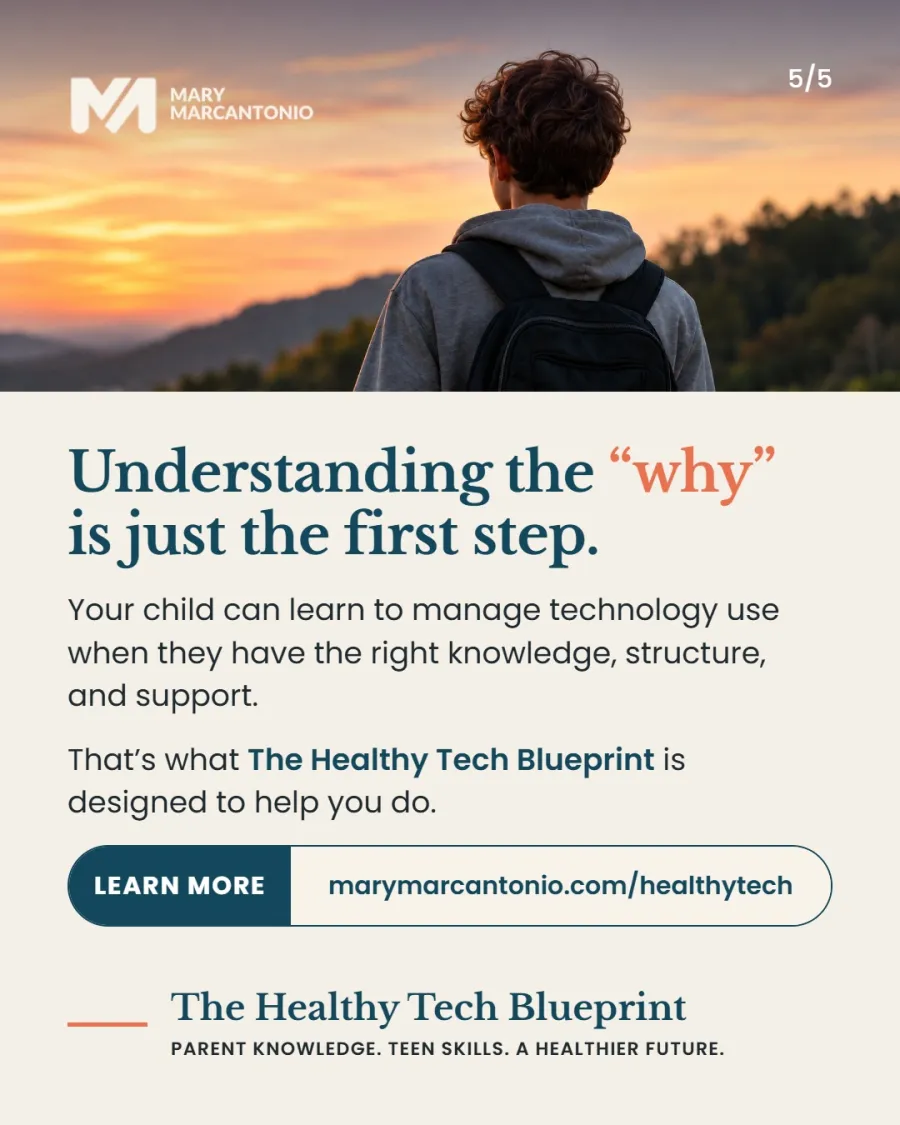 MARY
MARCANTONIO
5/5
Understanding the “why”
is just the first step.
Your child can learn to manage technology use
when they have the right knowledge, structure,
and support.
That’s what The Healthy Tech Blueprint is
designed to help you do.
LEARN MORE
marymarcantonio.com/healthytech
The Healthy Tech Blueprint
PARENT KNOWLEDGE. TEEN SKILLS. A HEALTHIER FUTURE.